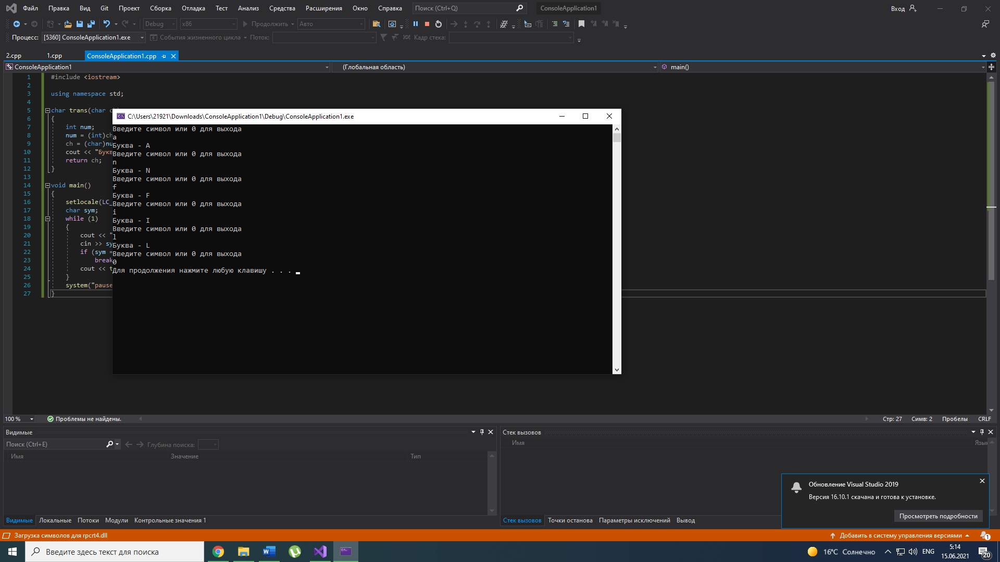 Файл Правка Вид Git Проект Сборка Отладка Тест Анализ Средства Расширения Окно Справка Поиск (Ctrl+Q) ConsoleApplication1 Вход
Debug x86 Продолжить Авто
Процесс: [5360] ConsoleApplication1.exe События жизненного цикла Поток: Кадр стека:
2.cpp 1.cpp ConsoleApplication1.cpp
ConsoleApplication1 (Глобальная область) main()
1 #include <iostream>
2
3 using namespace std;
4
5 char trans(char
6 {
7 int num;
8 num = (int)ch
9 ch = (char)nu
10 cout << "Букв
11 return ch;
12 }
13
14 void main()
15 {
16 setlocale(LC_
17 char sym;
18 while (1)
19 {
20 cout << "
21 cin >> sy
22 if (sym =
23 break
24 cout << t
25 }
26 system("pause
27 }
C:\Users\21921\Downloads\ConsoleApplication1\Debug\ConsoleApplication1.exe
Введите символ или 0 для выхода
a
Буква - A
Введите символ или 0 для выхода
n
Буква - N
Введите символ или 0 для выхода
f
Буква - F
Введите символ или 0 для выхода
i
Буква - I
Введите символ или 0 для выхода
l
Буква - L
Введите символ или 0 для выхода
0
Для продолжения нажмите любую клавишу . . .
100 % Проблемы не найдены. Стр: 27 Симв: 2 Пробелы CRLF
Видимые
Поиск (Ctrl+E) Глубина поиска:
Имя Значение Тип
Видимые Локальные Потоки Модули Контрольные значения 1
Стек вызовов
Имя Язык
Стек вызовов Точки останова Параметры исключений Вывод
Обновление Visual Studio 2019
Версия 16.10.1 скачана и готова к установке.
Просмотреть подробности
Загрузка символов для rpcrt4.dll Добавить в систему управления версиями 1
Введите здесь текст для поиска 16°C Солнечно ENG 5:14
15.06.2021 20